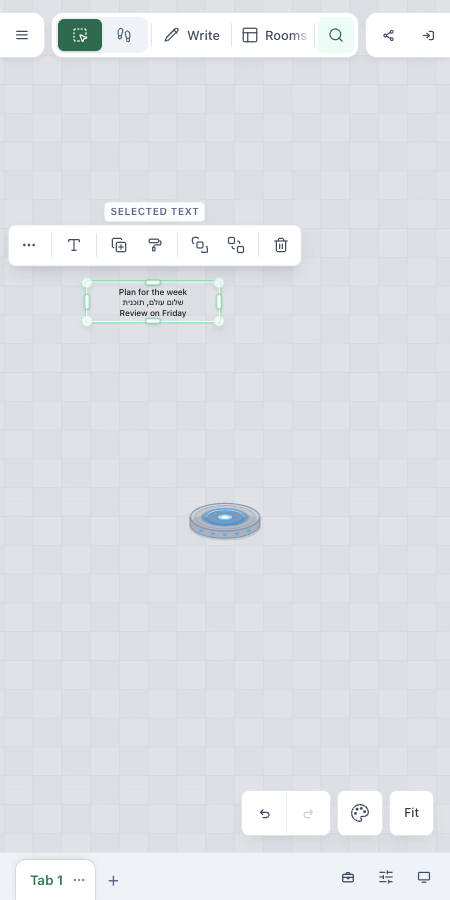 Write
Rooms
SELECTED TEXT
Plan for the week
שלום עולם, תוכנית
Review on Friday
Fit
Tab 1